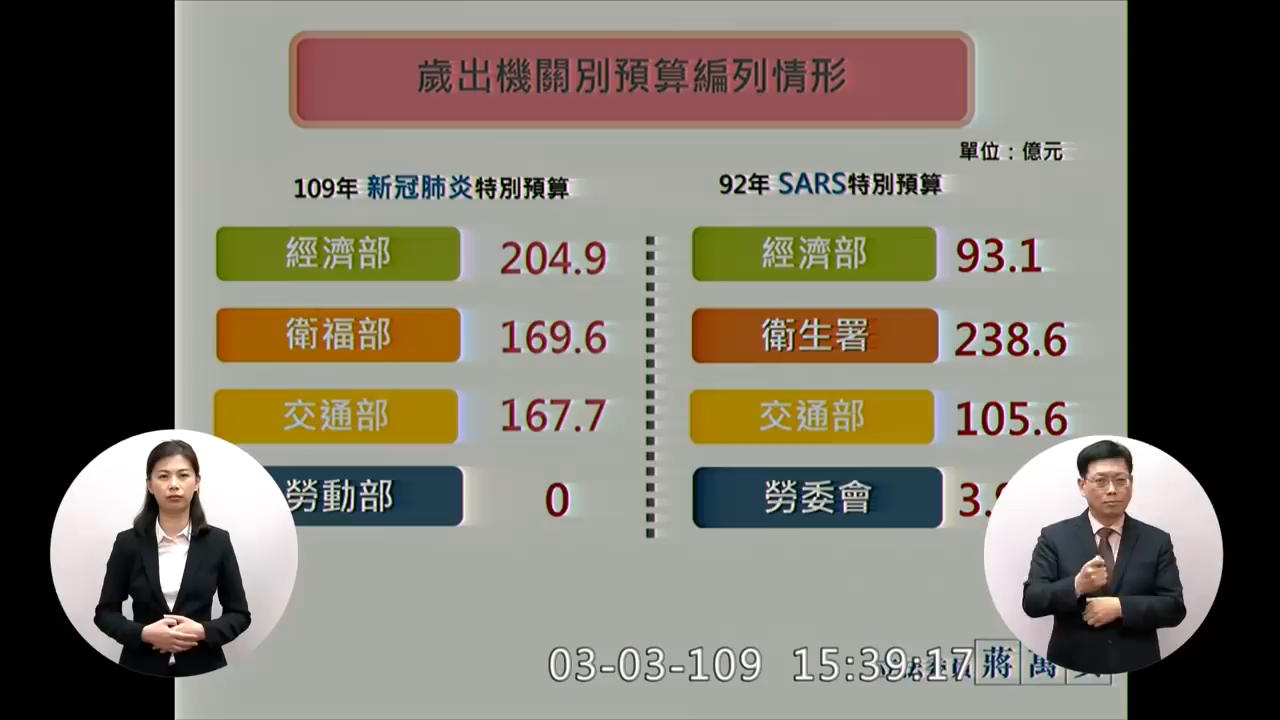 歲出機關別預算編列情形
單位：億元
109年 新冠肺炎特別預算
經濟部 204.9
衛福部 169.6
交通部 167.7
勞動部 0
92年 SARS特別預算
經濟部 93.1
衛生署 238.6
交通部 105.6
勞委會 3.
03-03-109 15:39:17
蔣萬